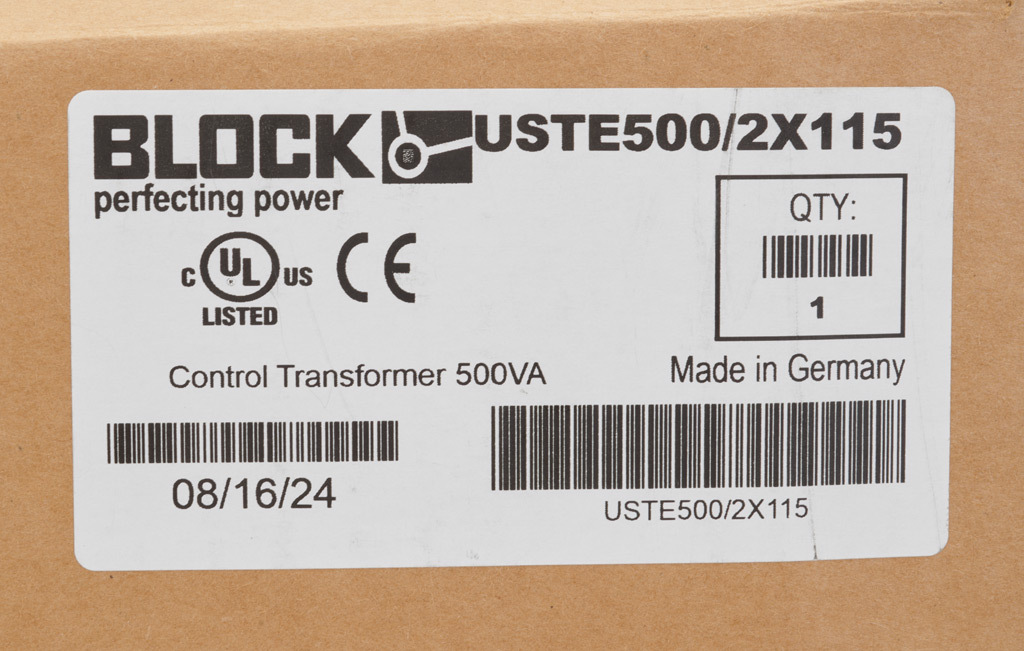 BLOCK
USTE500/2X115
perfecting power
QTY:
1
C UL US
LISTED
CE
Control Transformer 500VA
Made in Germany
08/16/24
USTE500/2X115